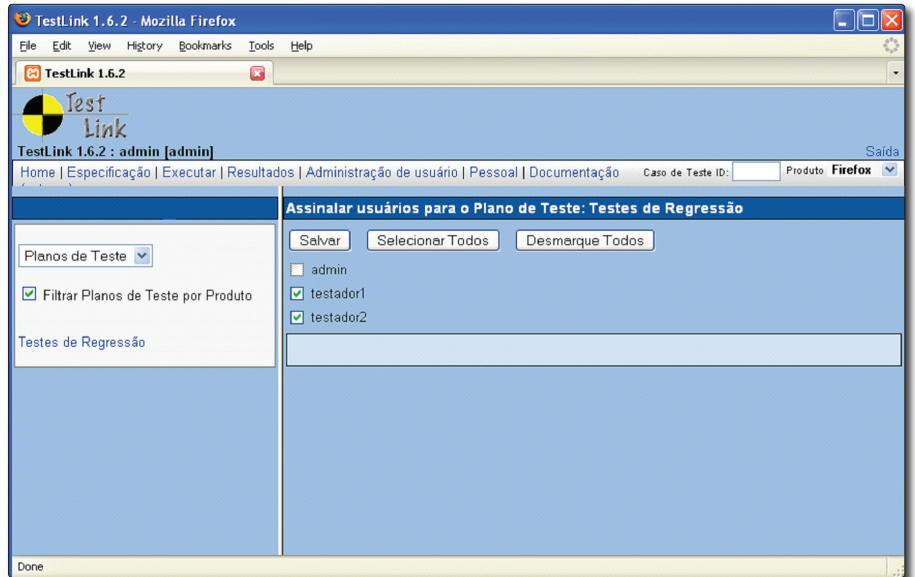 TestLink 1.6.2 - Mozilla Firefox
File Edit View History Bookmarks Tools Help
TestLink 1.6.2
Test
Link
TestLink 1.6.2 : admin [admin]
Saída
Home | Especificação | Executar | Resultados | Administração de usuário | Pessoal | Documentação Caso de Teste ID: Produto Firefox
Assinalar usuários para o Plano de Teste: Testes de Regressão
Salvar Selecionar Todos Desmarque Todos
Planos de Teste
admin
Filtrar Planos de Teste por Produto
testador1
testador2
Testes de Regressão
Done